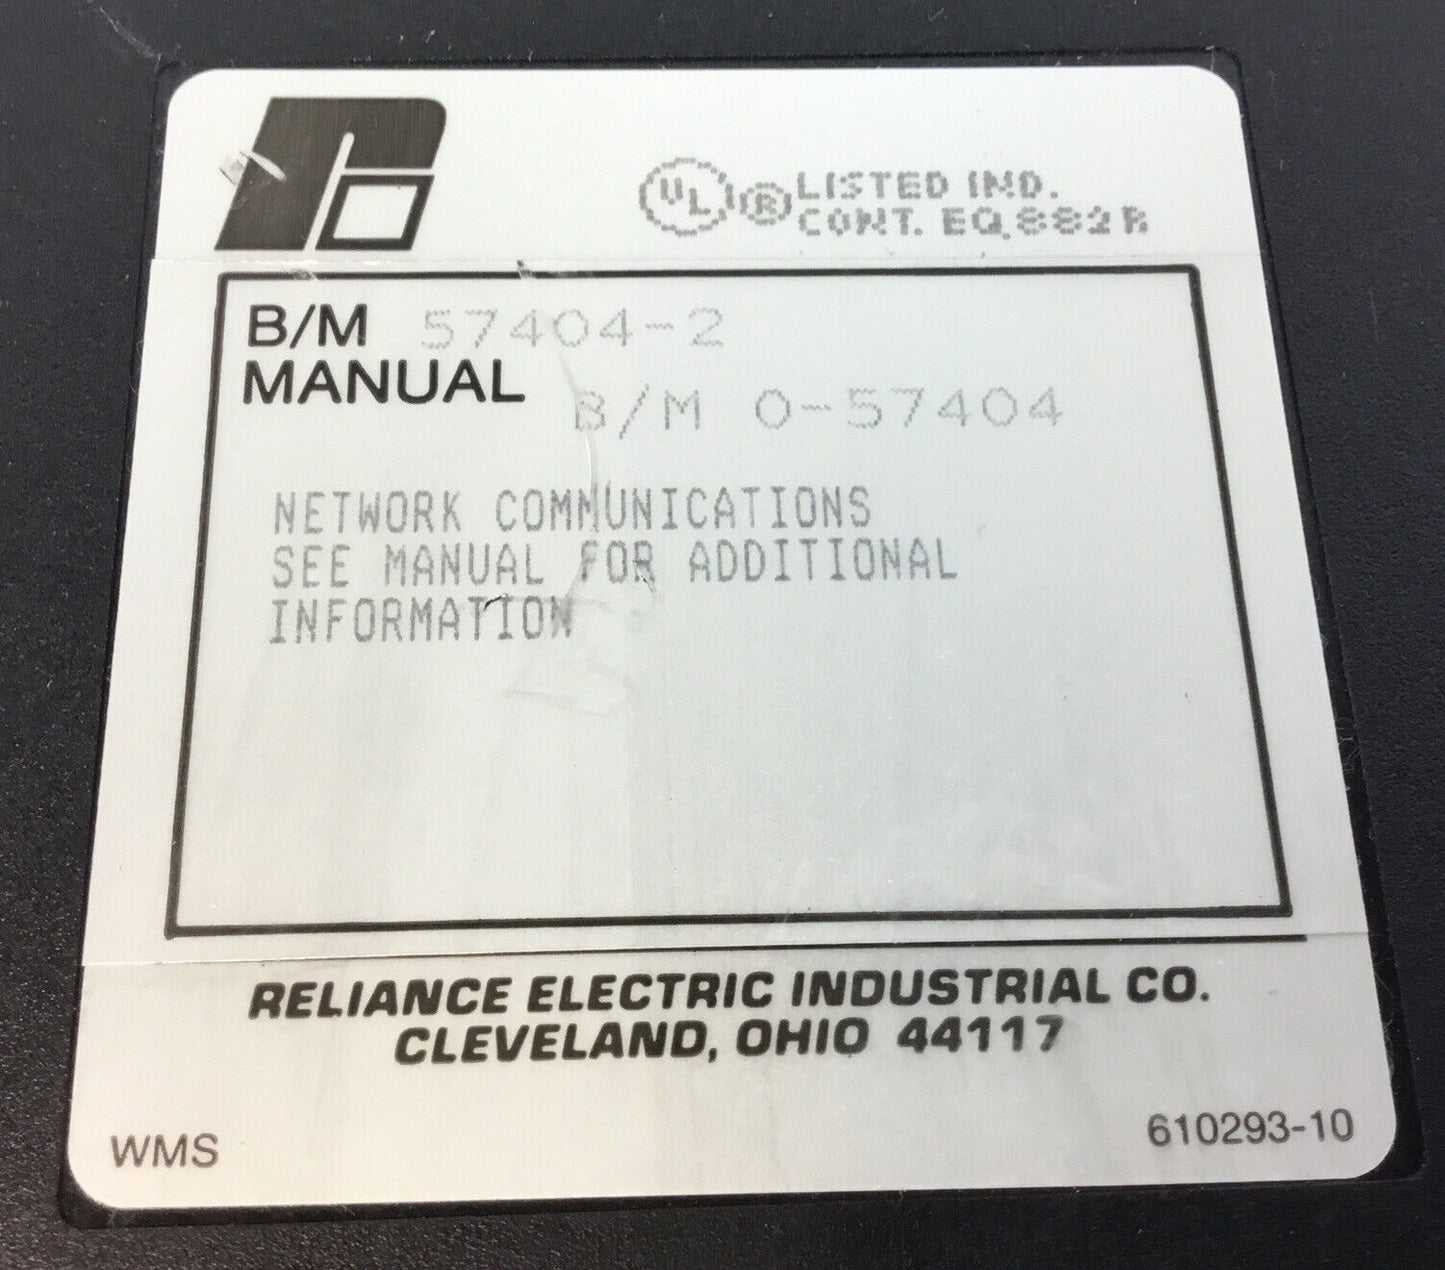 UL ® LISTED IND.
CONT. EQ.882R
B/M 57404-2
MANUAL
B/M 0-57404
NETWORK COMMUNICATIONS
SEE MANUAL FOR ADDITIONAL
INFORMATION
RELIANCE ELECTRIC INDUSTRIAL CO.
CLEVELAND, OHIO 44117
WMS 610293-10